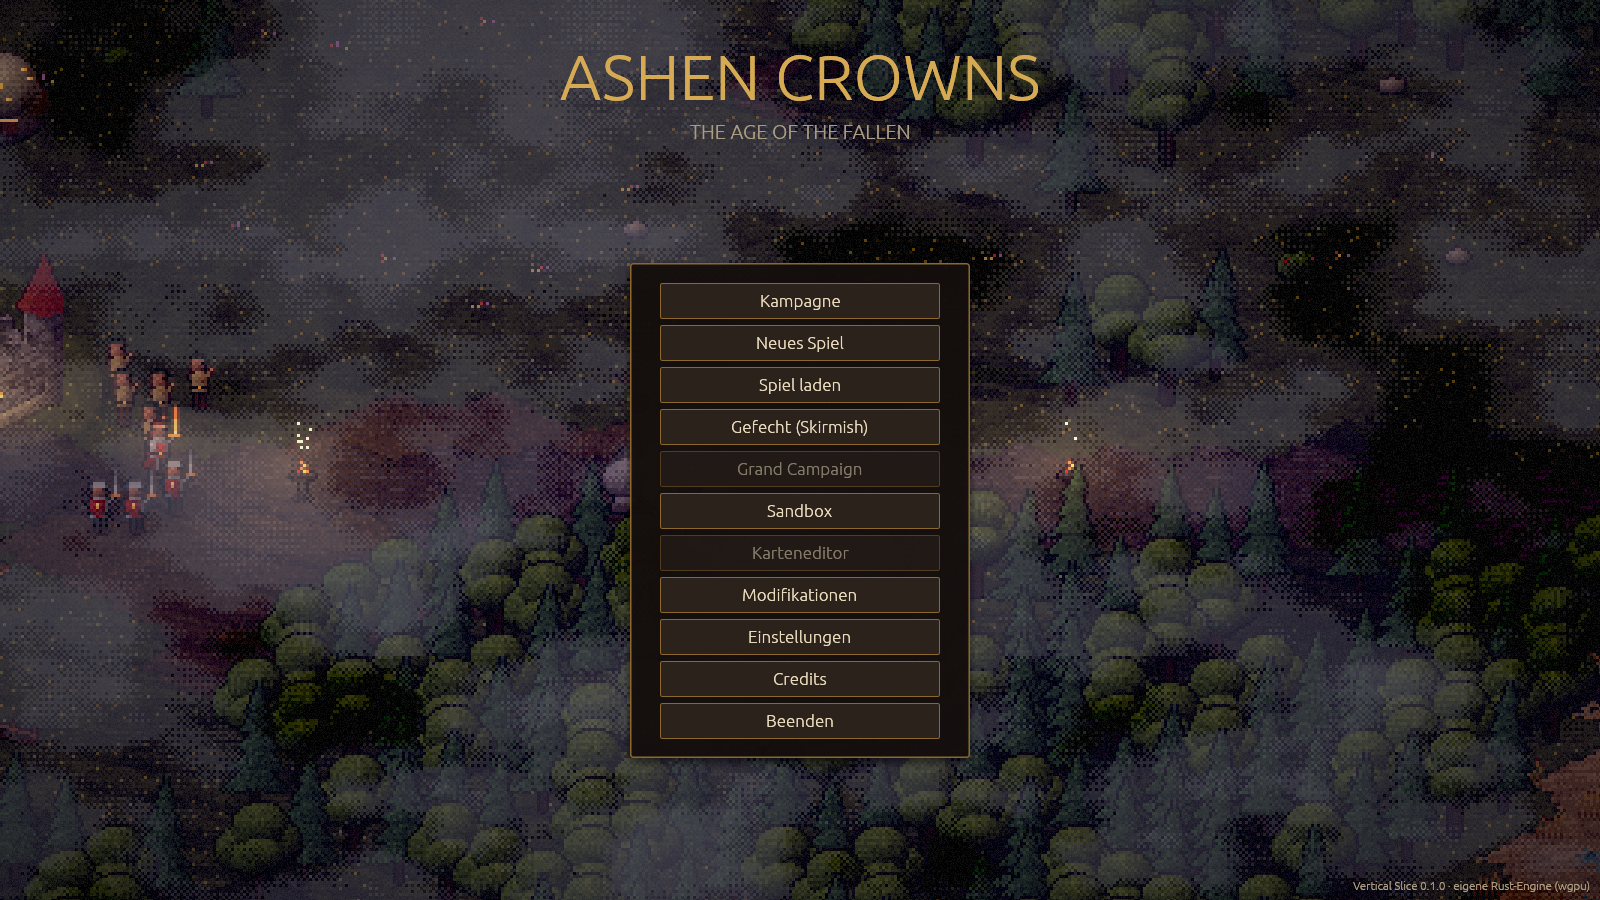 ASHEN CROWNS
THE AGE OF THE FALLEN
Kampagne
Neues Spiel
Spiel laden
Gefecht (Skirmish)
Grand Campaign
Sandbox
Karteneditor
Modifikationen
Einstellungen
Credits
Beenden
Vertical Slice 0.1.0 · eigene Rust-Engine (wgpu)